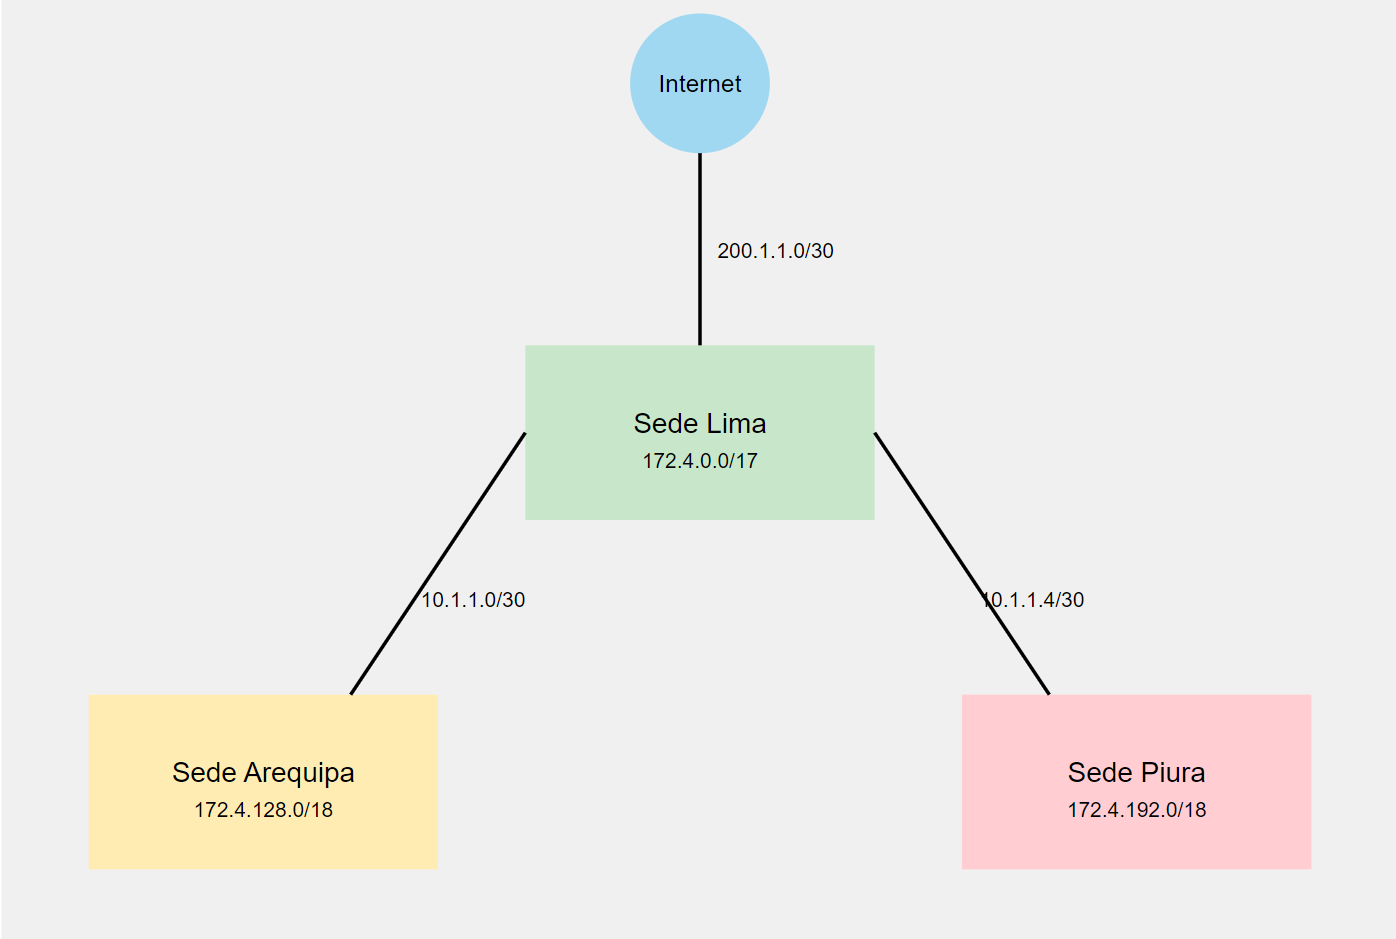 Internet
200.1.1.0/30
Sede Lima
172.4.0.0/17
10.1.1.0/30
10.1.1.4/30
Sede Arequipa
172.4.128.0/18
Sede Piura
172.4.192.0/18